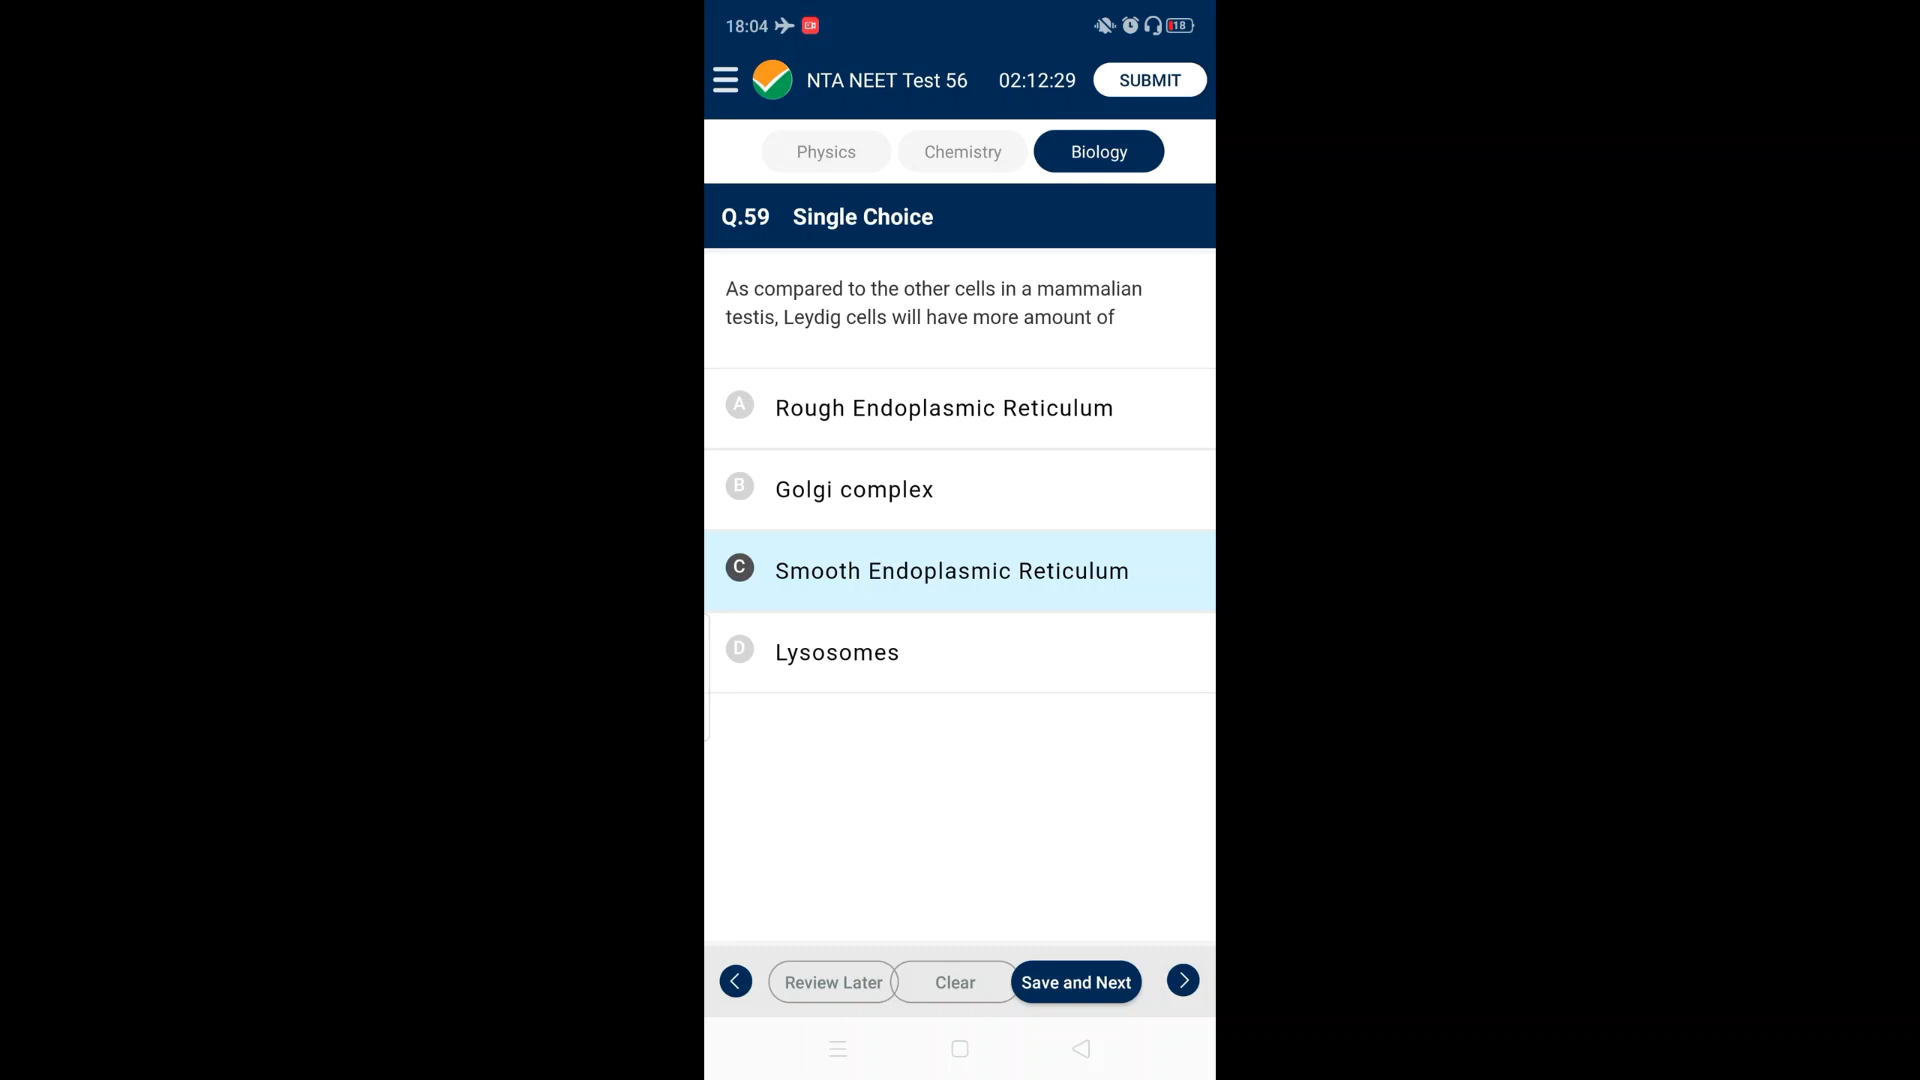 18:04
18
NTA NEET Test 56 02:12:29 SUBMIT
Physics Chemistry Biology
Q.59 Single Choice
As compared to the other cells in a mammalian
testis, Leydig cells will have more amount of
A Rough Endoplasmic Reticulum
B Golgi complex
C Smooth Endoplasmic Reticulum
D Lysosomes
Review Later Clear Save and Next